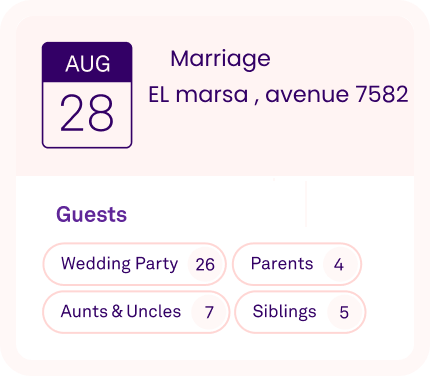 AUG
28
Marriage
EL marsa , avenue 7582
Guests
Wedding Party 26
Parents 4
Aunts & Uncles 7
Siblings 5